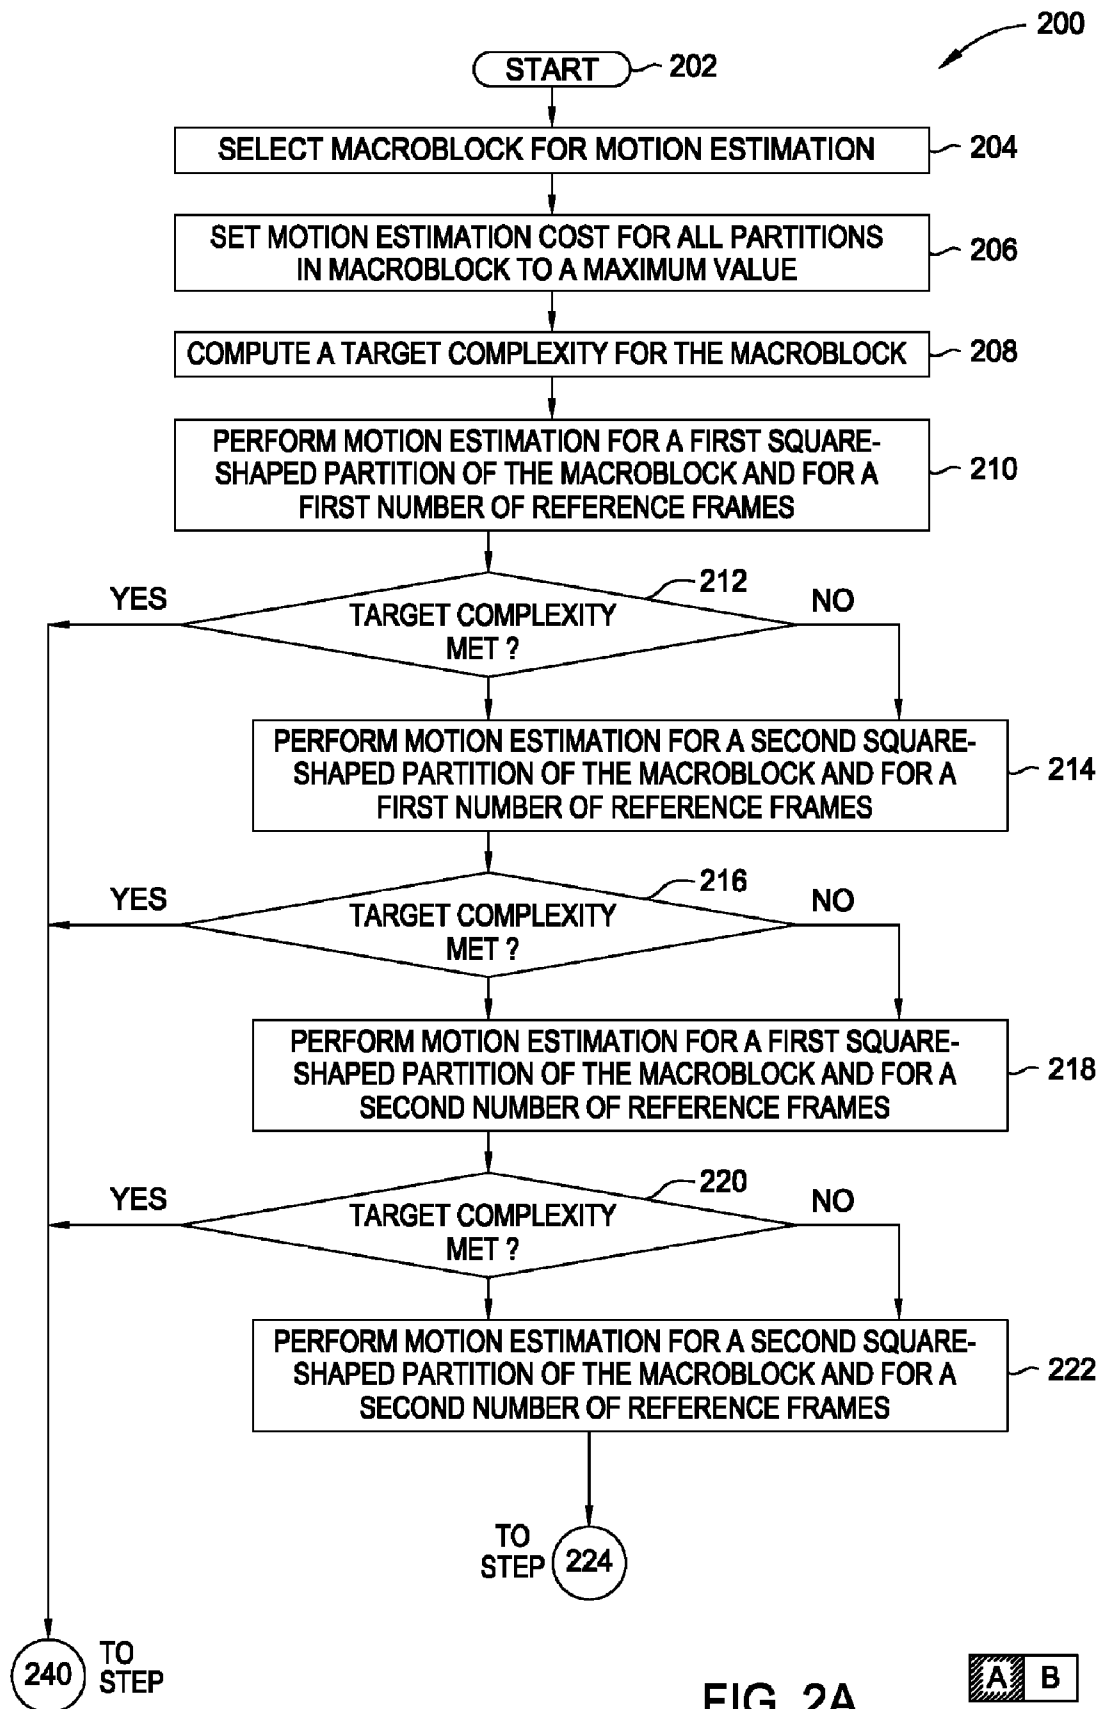 200
START
202
SELECT MACROBLOCK FOR MOTION ESTIMATION
204
SET MOTION ESTIMATION COST FOR ALL PARTITIONS
IN MACROBLOCK TO A MAXIMUM VALUE
206
COMPUTE A TARGET COMPLEXITY FOR THE MACROBLOCK
208
PERFORM MOTION ESTIMATION FOR A FIRST SQUARE-
SHAPED PARTITION OF THE MACROBLOCK AND FOR A
FIRST NUMBER OF REFERENCE FRAMES
210
YES
TARGET COMPLEXITY
MET ?
212
NO
PERFORM MOTION ESTIMATION FOR A SECOND SQUARE-
SHAPED PARTITION OF THE MACROBLOCK AND FOR A
FIRST NUMBER OF REFERENCE FRAMES
214
YES
TARGET COMPLEXITY
MET ?
216
NO
PERFORM MOTION ESTIMATION FOR A FIRST SQUARE-
SHAPED PARTITION OF THE MACROBLOCK AND FOR A
SECOND NUMBER OF REFERENCE FRAMES
218
YES
TARGET COMPLEXITY
MET ?
220
NO
PERFORM MOTION ESTIMATION FOR A SECOND SQUARE-
SHAPED PARTITION OF THE MACROBLOCK AND FOR A
SECOND NUMBER OF REFERENCE FRAMES
222
TO
STEP
224
240
TO
STEP
FIG. 2A
A B